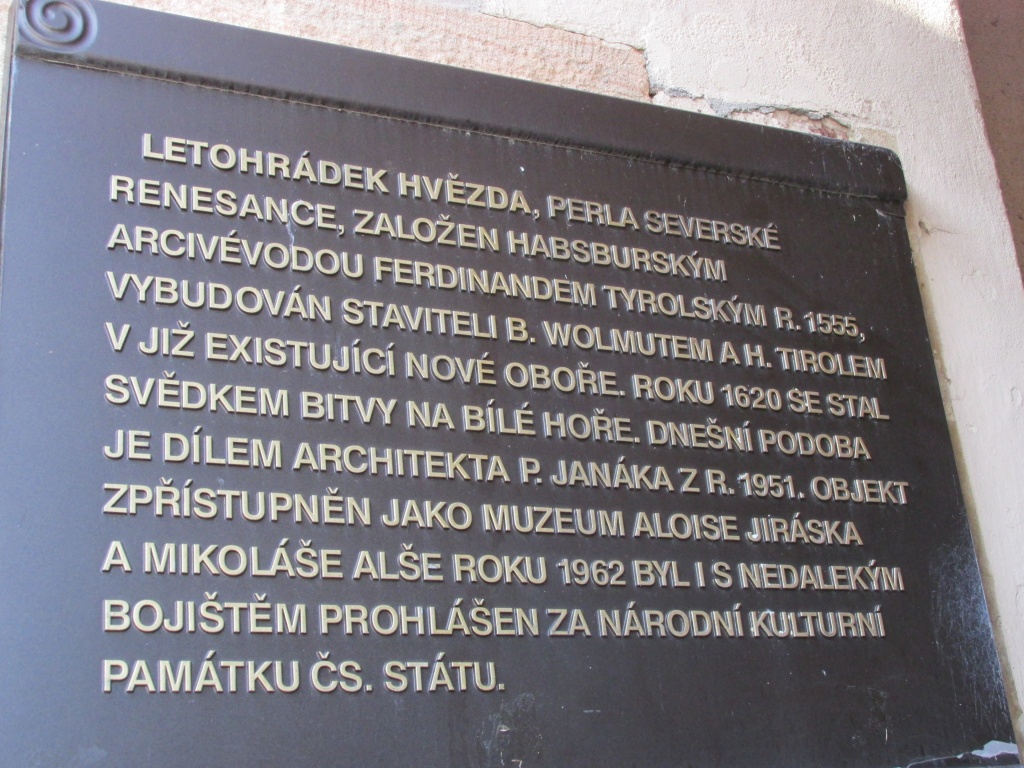 LETOHRÁDEK HVĚZDA, PERLA SEVERSKÉ
RENESANCE, ZALOŽEN HABSBURSKÝM
ARCIVÉVODOU FERDINANDEM TYROLSKÝM R. 1555,
VYBUDOVÁN STAVITELI B. WOLMUTEM A H. TIROLEM
V JIŽ EXISTUJÍCÍ NOVÉ OBOŘE. ROKU 1620 SE STAL
SVĚDKEM BITVY NA BÍLÉ HOŘE. DNEŠNÍ PODOBA
JE DÍLEM ARCHITEKTA P. JANÁKA Z R. 1951. OBJEKT
ZPŘÍSTUPNĚN JAKO MUZEUM ALOISE JIRÁSKA
A MIKOLÁŠE ALŠE ROKU 1962 BYL I S NEDALEKÝM
BOJIŠTĚM PROHLÁŠEN ZA NÁRODNÍ KULTURNÍ
PAMÁTKU ČS. STÁTU.